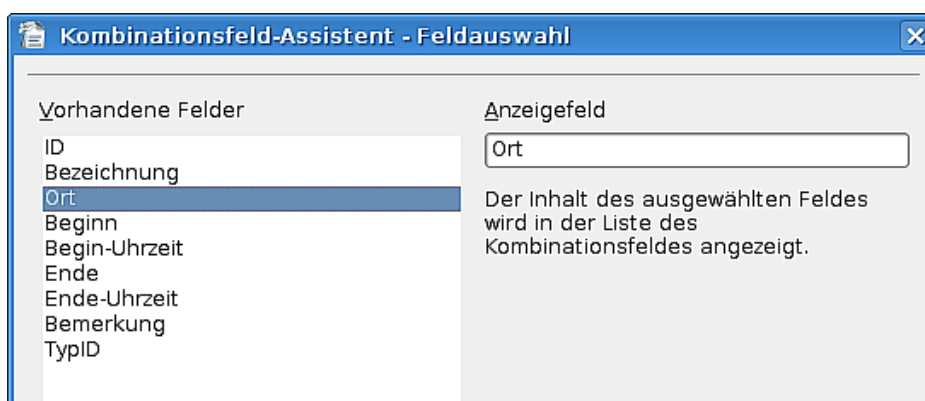 Kombinationsfeld-Assistent - Feldauswahl
Vorhandene Felder
ID
Bezeichnung
Ort
Beginn
Begin-Uhrzeit
Ende
Ende-Uhrzeit
Bemerkung
TypID
Anzeigefeld
Ort
Der Inhalt des ausgewählten Feldes
wird in der Liste des
Kombinationsfeldes angezeigt.